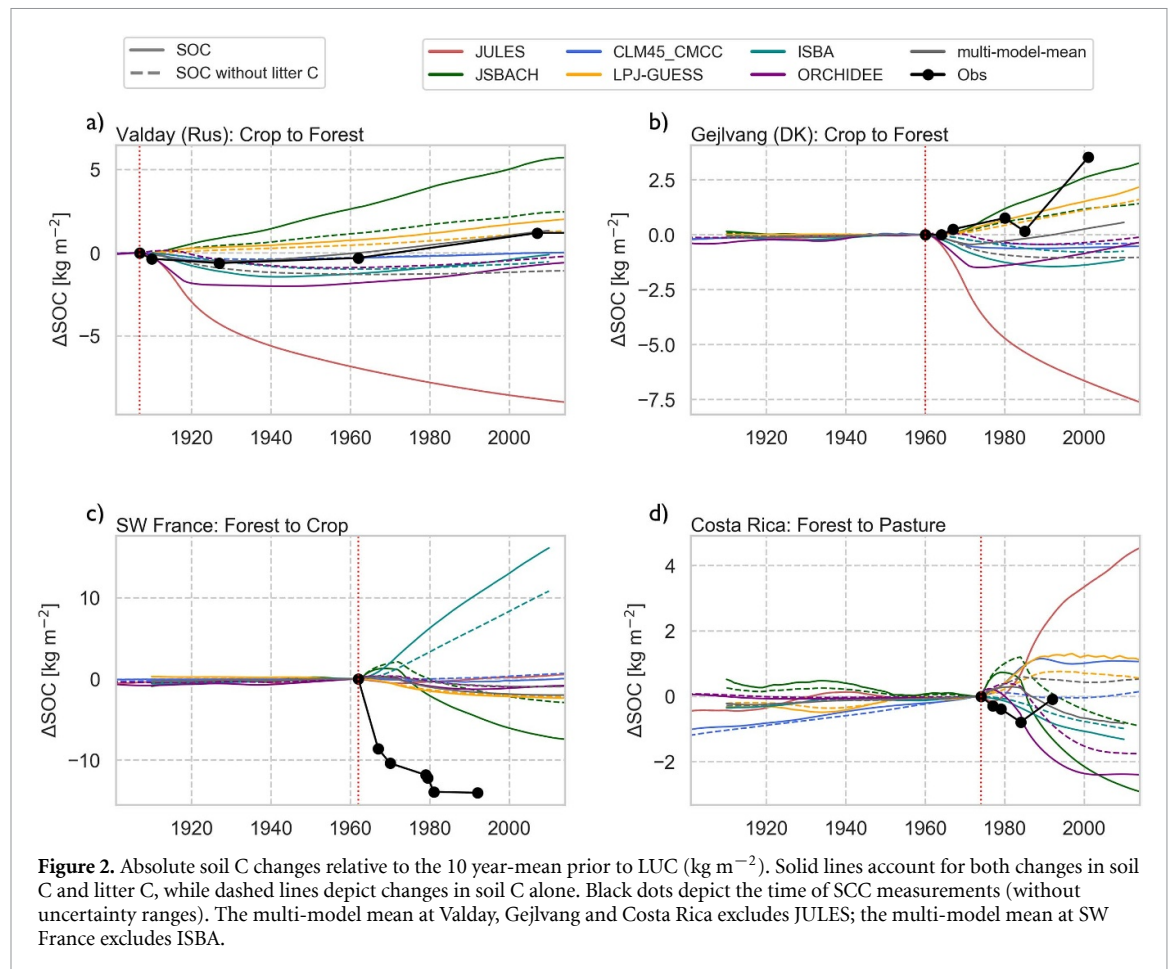 SOC
SOC without litter C
JULES
CLM45_CMCC
ISBA
multi-model-mean
JSBACH
LPJ-GUESS
ORCHIDEE
Obs
a)
Valday (Rus): Crop to Forest
ΔSOC [kg m⁻²]
5
0
−5
1920 1940 1960 1980 2000
b)
Gejlvang (DK): Crop to Forest
ΔSOC [kg m⁻²]
2.5
0.0
−2.5
−5.0
−7.5
1920 1940 1960 1980 2000
c)
SW France: Forest to Crop
ΔSOC [kg m⁻²]
10
0
−10
1920 1940 1960 1980 2000
d)
Costa Rica: Forest to Pasture
ΔSOC [kg m⁻²]
4
2
0
−2
1920 1940 1960 1980 2000
Figure 2. Absolute soil C changes relative to the 10 year-mean prior to LUC (kg m⁻²). Solid lines account for both changes in soil
C and litter C, while dashed lines depict changes in soil C alone. Black dots depict the time of SCC measurements (without
uncertainty ranges). The multi-model mean at Valday, Gejlvang and Costa Rica excludes JULES; the multi-model mean at SW
France excludes ISBA.